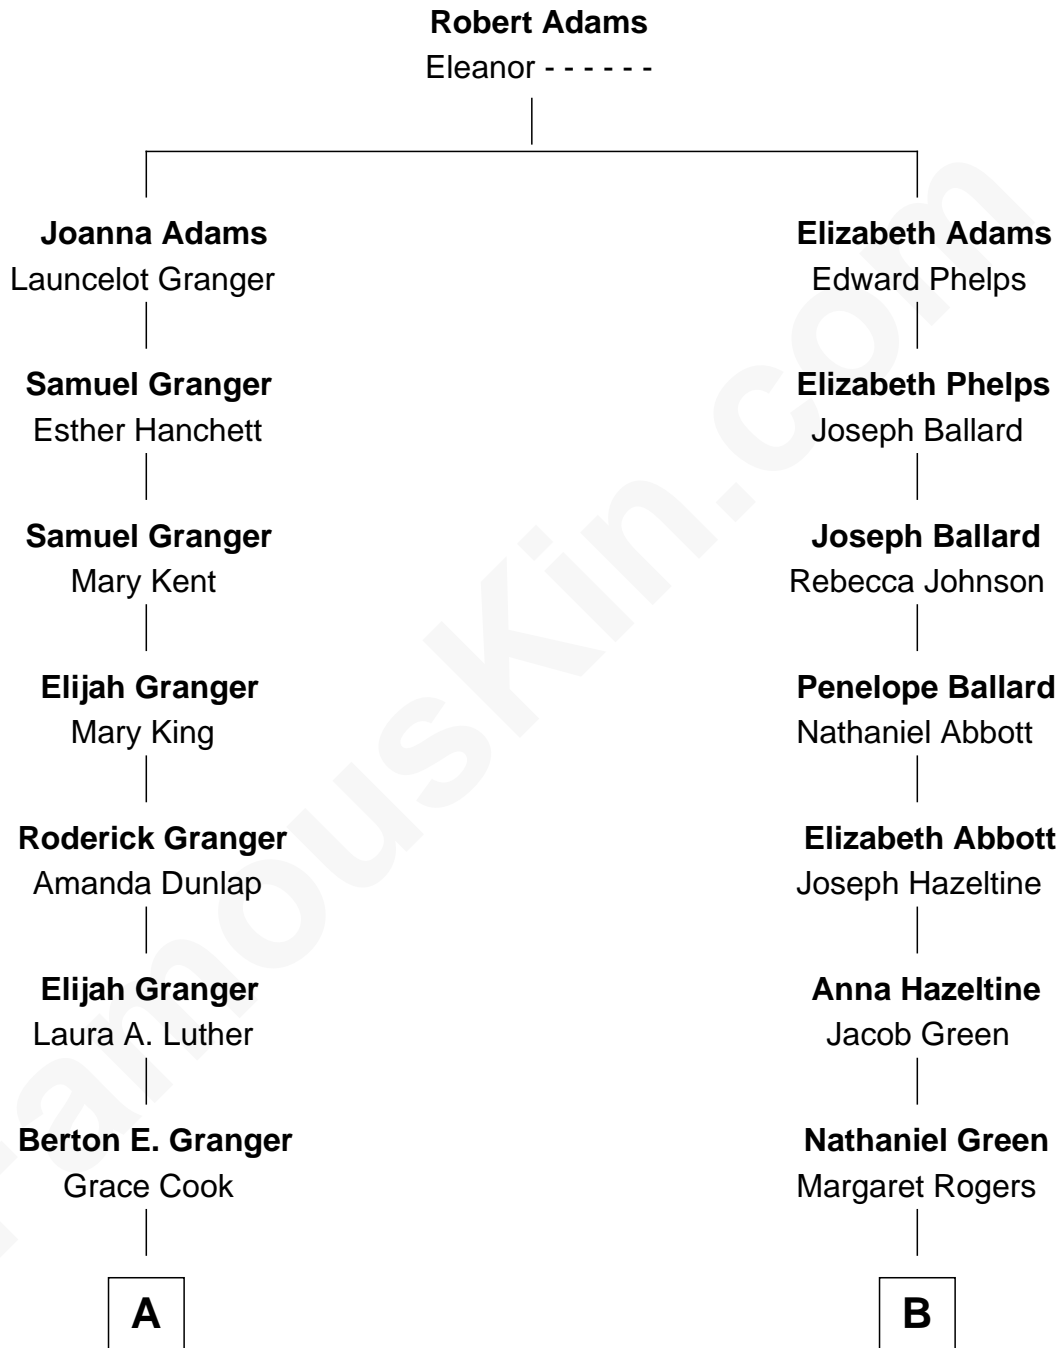 Robert Adams
Eleanor - - - - - -
Joanna Adams
Launcelot Granger
Samuel Granger
Esther Hanchett
Samuel Granger
Mary Kent
Elijah Granger
Mary King
Roderick Granger
Amanda Dunlap
Elijah Granger
Laura A. Luther
Berton E. Granger
Grace Cook
A
Elizabeth Adams
Edward Phelps
Elizabeth Phelps
Joseph Ballard
Joseph Ballard
Rebecca Johnson
Penelope Ballard
Nathaniel Abbott
Elizabeth Abbott
Joseph Hazeltine
Anna Hazeltine
Jacob Green
Nathaniel Green
Margaret Rogers
B
FamousKin.com